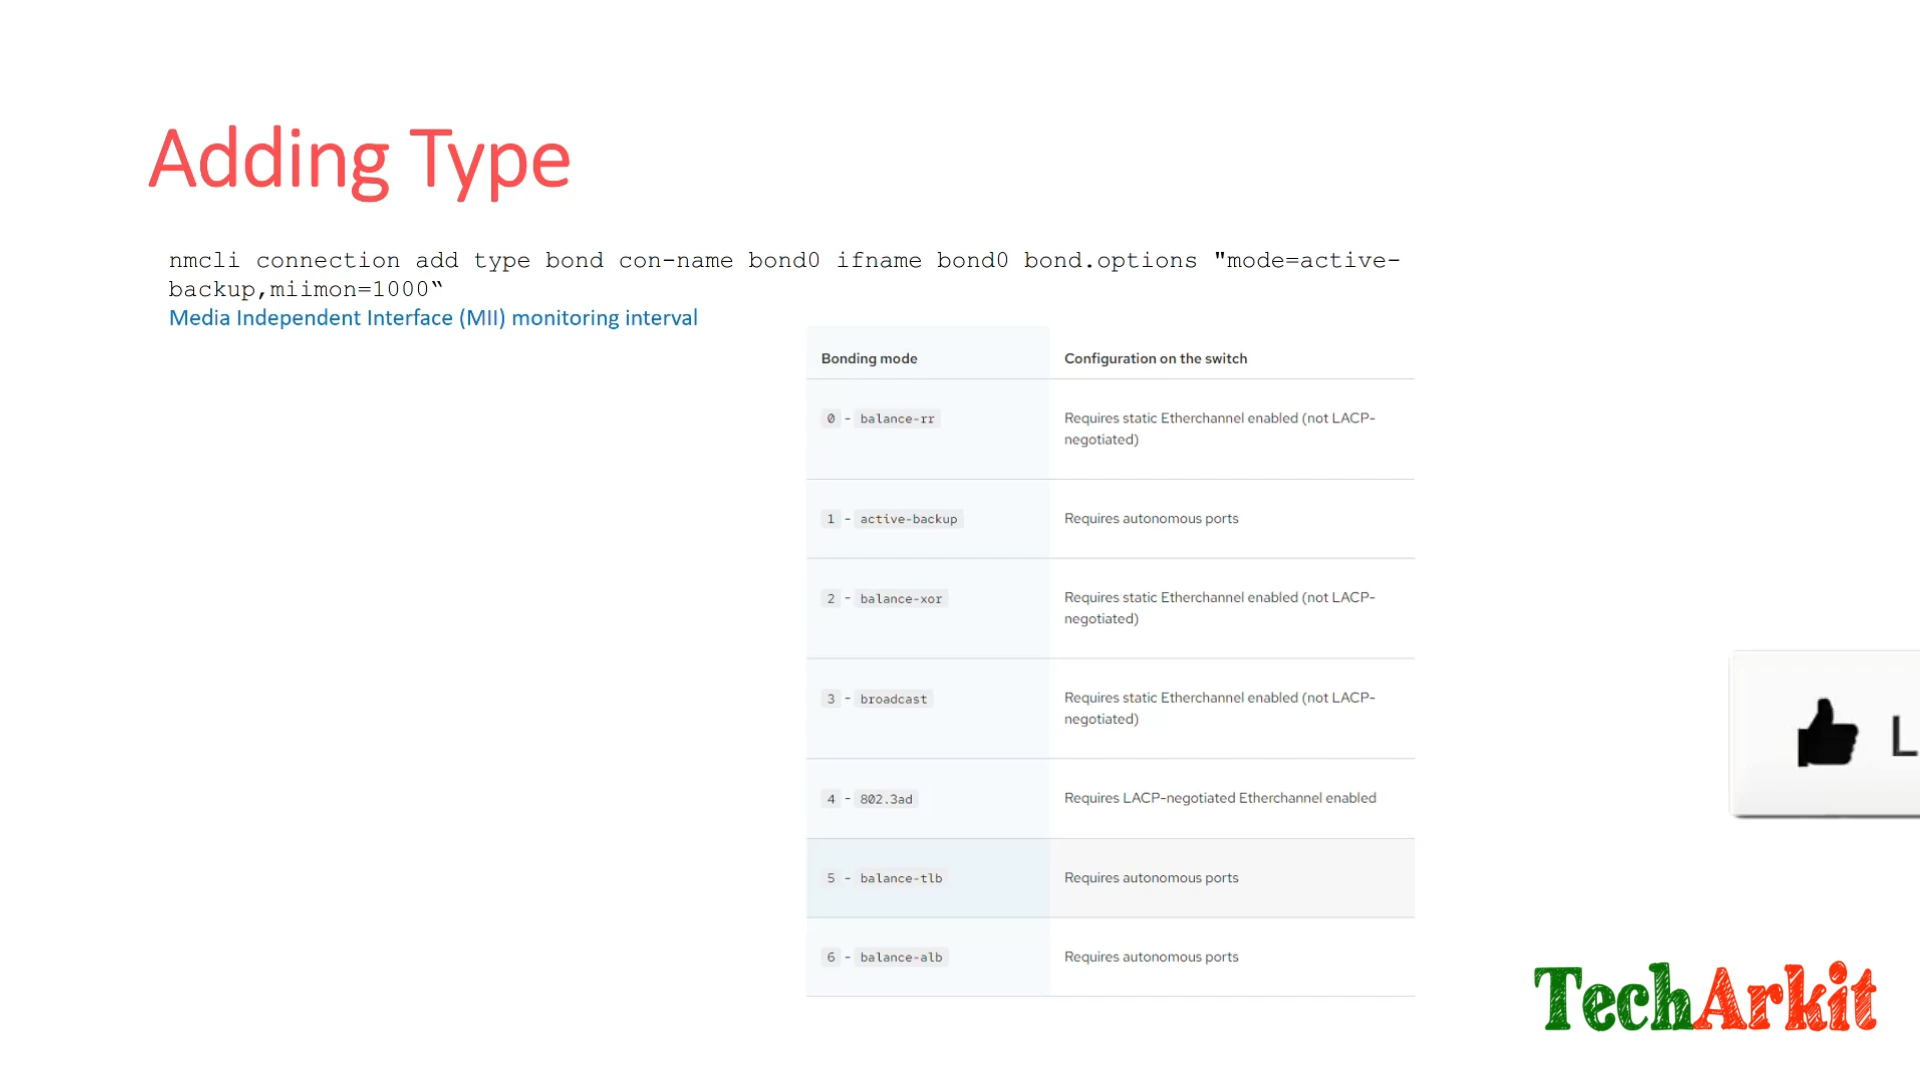 Adding Type
nmcli connection add type bond con-name bond0 ifname bond0 bond.options "mode=active-
backup,miimon=1000“
Media Independent Interface (MII) monitoring interval
Bonding mode Configuration on the switch
0 - balance-rr Requires static Etherchannel enabled (not LACP-
negotiated)
1 - active-backup Requires autonomous ports
2 - balance-xor Requires static Etherchannel enabled (not LACP-
negotiated)
3 - broadcast Requires static Etherchannel enabled (not LACP-
negotiated)
4 - 802.3ad Requires LACP-negotiated Etherchannel enabled
5 - balance-tlb Requires autonomous ports
6 - balance-alb Requires autonomous ports
L
TechArkit